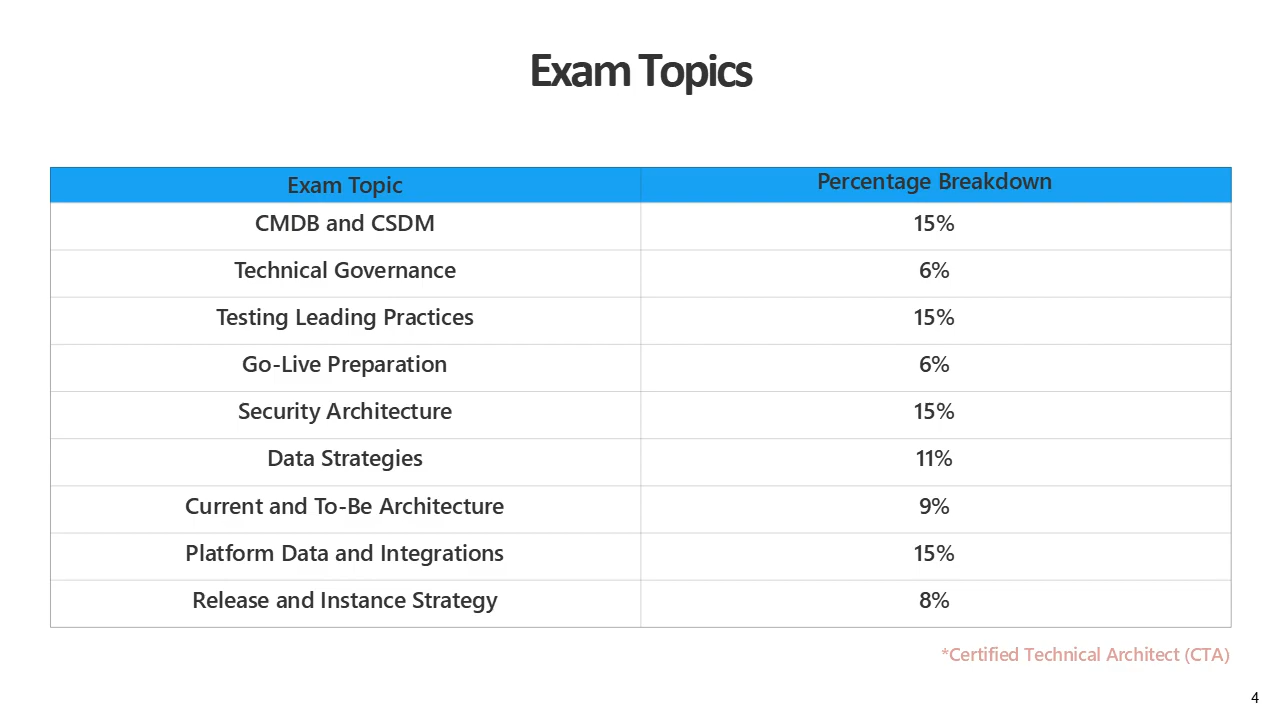 Exam Topics
Exam Topic
Percentage Breakdown
CMDB and CSDM
15%
Technical Governance
6%
Testing Leading Practices
15%
Go-Live Preparation
6%
Security Architecture
15%
Data Strategies
11%
Current and To-Be Architecture
9%
Platform Data and Integrations
15%
Release and Instance Strategy
8%
*Certified Technical Architect (CTA)
4